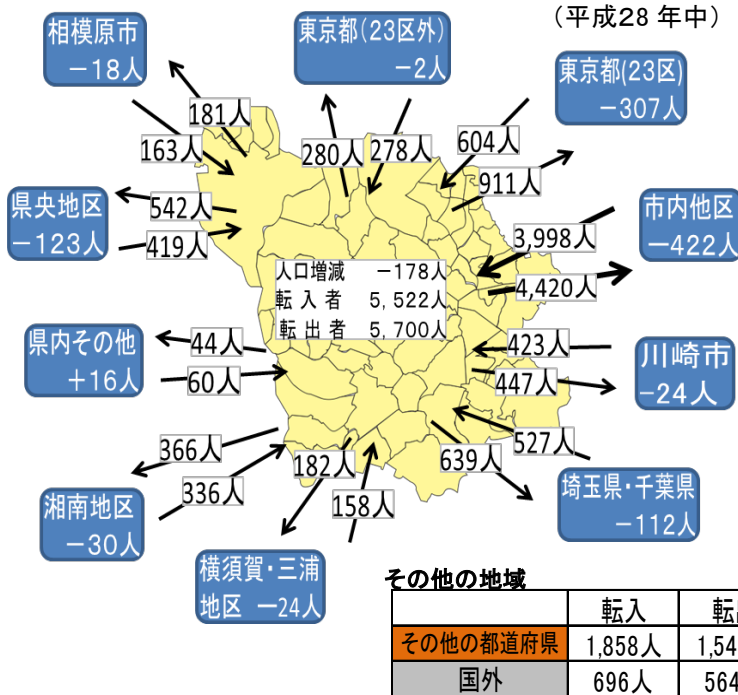 (平成28 年中)
相模原市
－18人
東京都(23区外)
－2人
東京都(23区)
－307人
181人
163人
280人
278人
604人
911人
県央地区
－123人
542人
419人
市内他区
－422人
3,998人
4,420人
人口増減 －178人
転 入 者 5,522人
転 出 者 5,700人
県内その他
＋16人
44人
60人
423人
447人
川崎市
－24人
366人
336人
湘南地区
－30人
182人
158人
横須賀・三浦
地区 －24人
639人
527人
埼玉県・千葉県
－112人
その他の地域
転入
その他の都道府県 1,858人
国外 696人 564